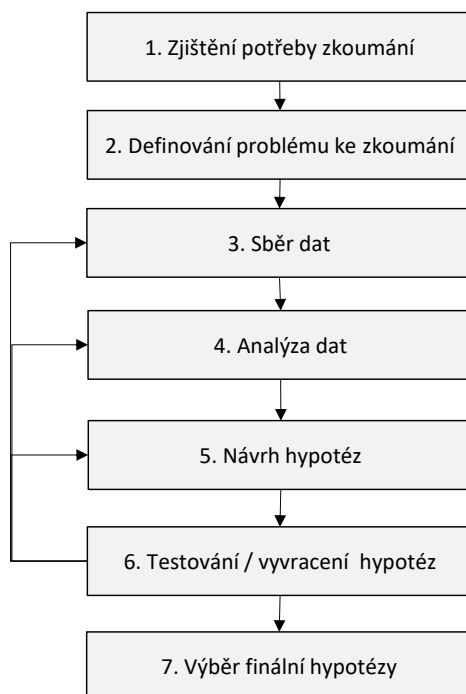 1. Zjištění potřeby zkoumání
2. Definování problému ke zkoumání
3. Sběr dat
4. Analýza dat
5. Návrh hypotéz
6. Testování / vyvracení hypotéz
7. Výběr finální hypotézy